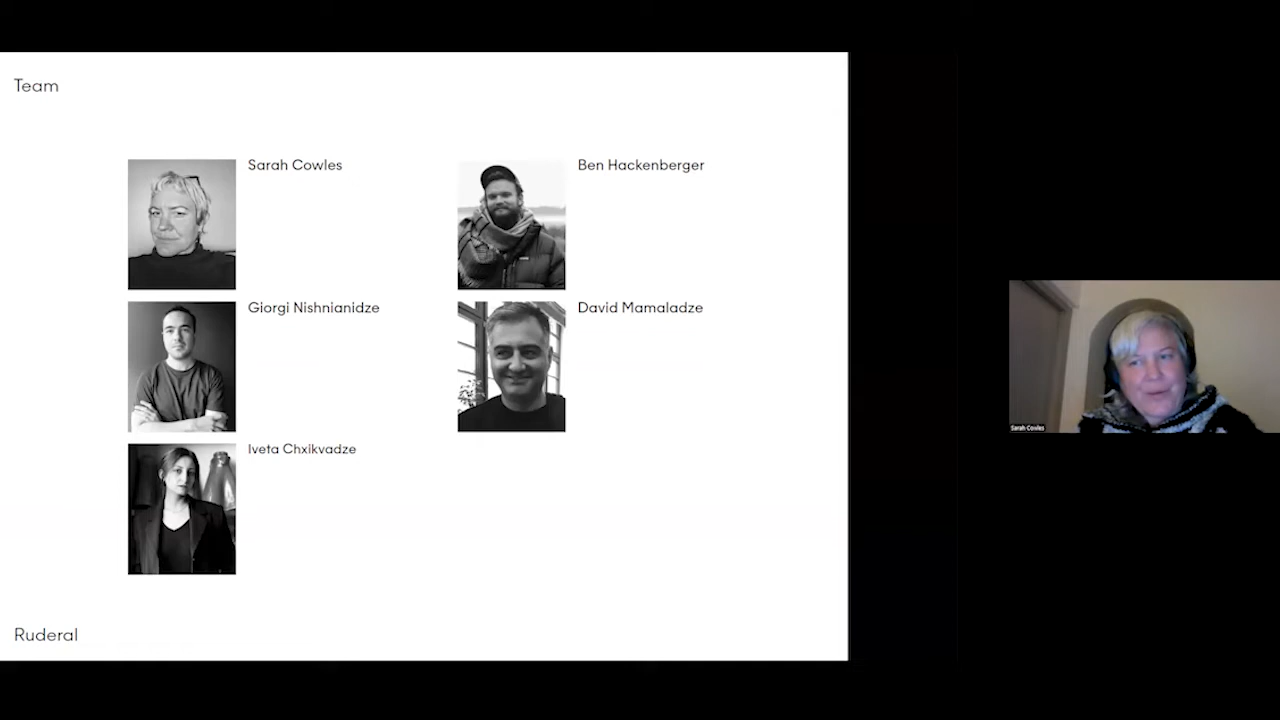 Team
Sarah Cowles
Ben Hackenberger
Giorgi Nishnianidze
David Mamaladze
Iveta Chxikvadze
Ruderal
Sarah Cowles